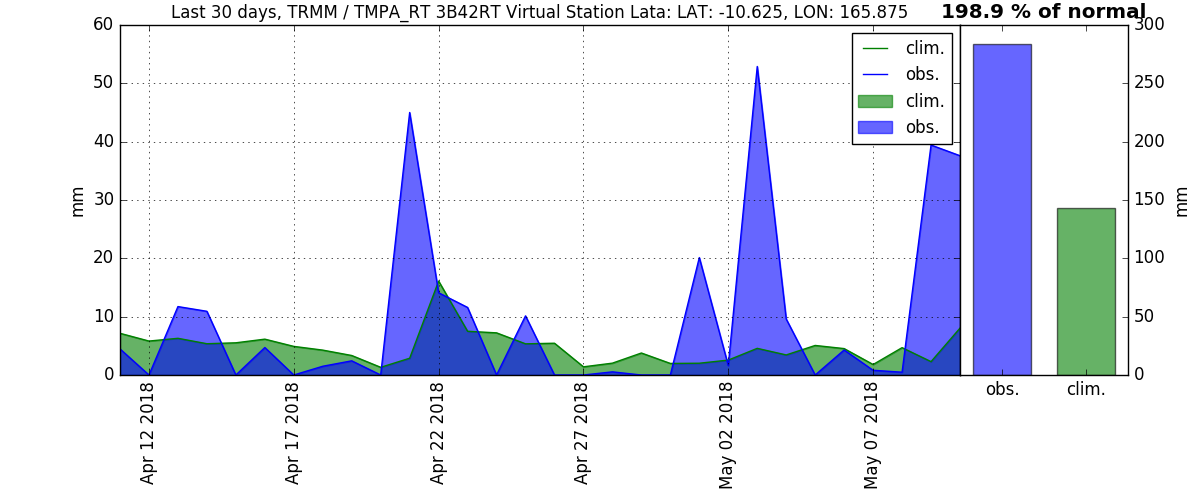 Last 30 days, TRMM / TMPA_RT 3B42RT Virtual Station Lata: LAT: -10.625, LON: 165.875
198.9 % of normal
60
50
40
30
20
10
0
mm
clim.
obs.
clim.
obs.
Apr 12 2018
Apr 17 2018
Apr 22 2018
Apr 27 2018
May 02 2018
May 07 2018
300
250
200
150
100
50
0
mm
obs.
clim.